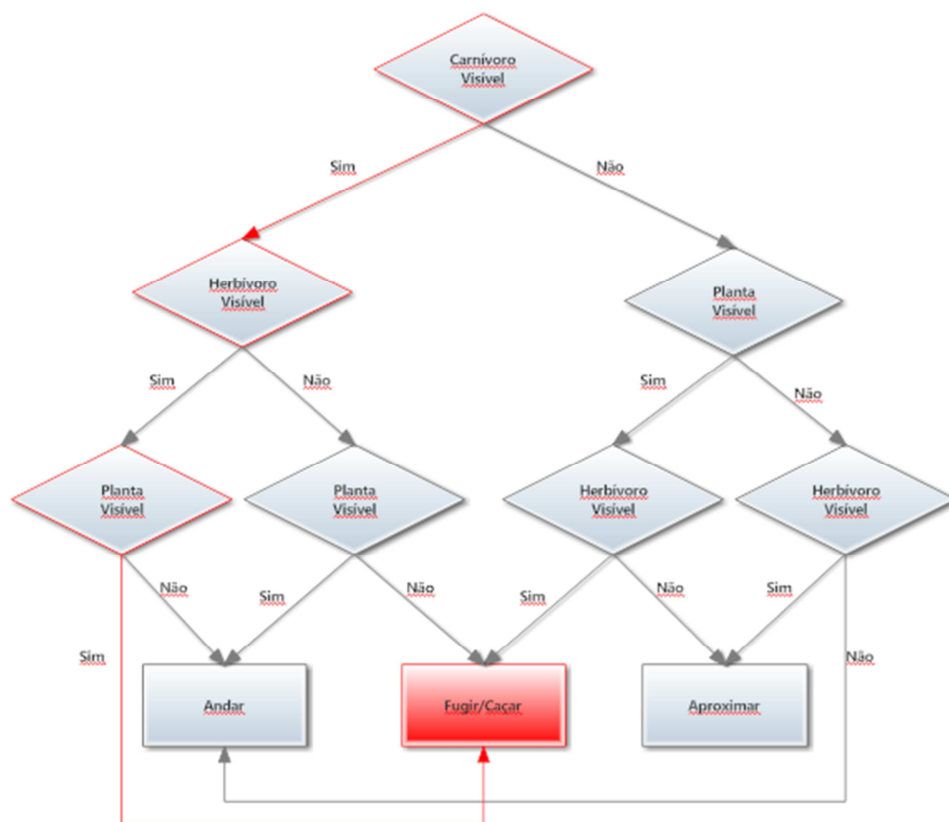 Carnívoro
Visível
Sim
Não
Herbívoro
Visível
Planta
Visível
Sim
Não
Sim
Não
Planta
Visível
Planta
Visível
Herbívoro
Visível
Herbívoro
Visível
Não
Sim
Não
Sim
Não
Sim
Sim
Não
Andar
Fugir/Caçar
Aproximar